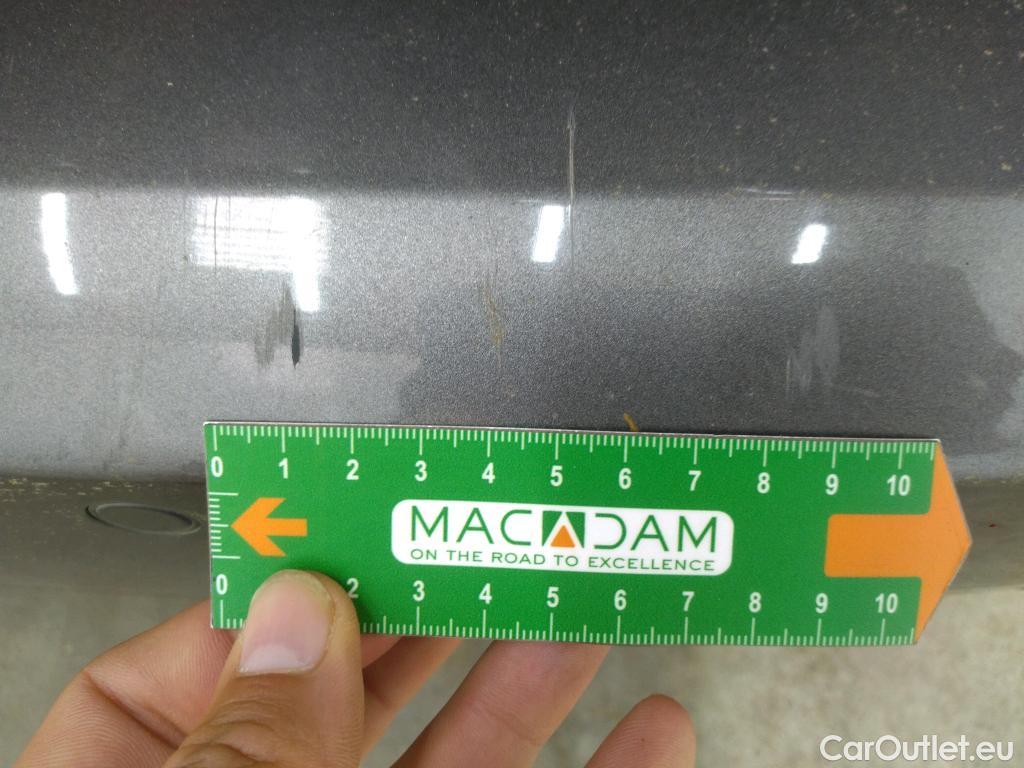 0 1 2 3 4 5 6 7 8 9 10
MACADAM
ON THE ROAD TO EXCELLENCE
0 2 3 4 5 6 7 8 9 10
CarOutlet.eu